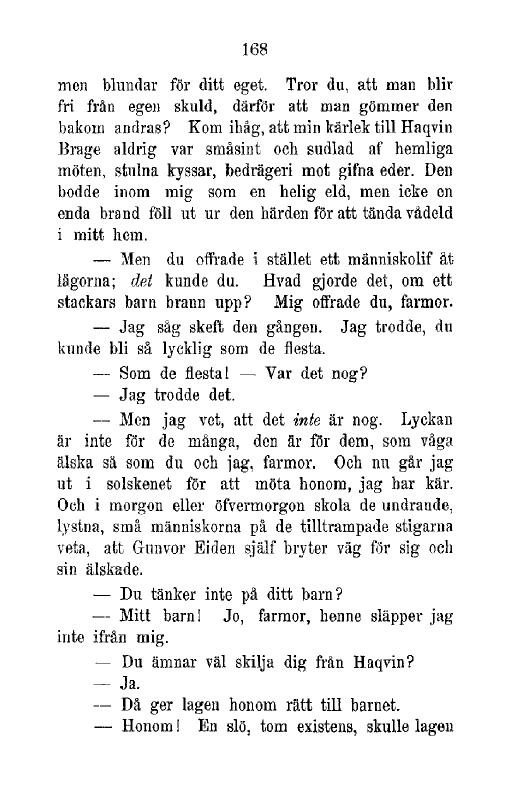 168
men blundar för ditt eget. Tror du, att man blir
fri från egen skuld, därför att man gömmer den
bakom andras? Kom ihåg, att min kärlek till Haqvin
Brage aldrig var småsint och sudlad af hemliga
möten, stulna kyssar, bedrägeri mot gifna eder. Den
bodde inom mig som en helig eld, men icke en
enda brand föll ut ur den härden för att tända vådeld
i mitt hem.
— Men du offrade i stället ett människolif åt
lågorna; det kunde du. Hvad gjorde det, om ett
stackars barn brann upp? Mig offrade du, farmor.
— Jag såg skeft den gången. Jag trodde, du
kunde bli så lycklig som de flesta.
— Som de flesta! — Var det nog?
— Jag trodde det.
— Men jag vet, att det inte är nog. Lyckan
är inte för de många, den är för dem, som våga
älska så som du och jag, farmor. Och nu går jag
ut i solskenet för att möta honom, jag har kär.
Och i morgon eller öfvermorgon skola de undrande,
lystna, små människorna på de tilltrampade stigarna
veta, att Gunvor Eiden själf bryter väg för sig och
sin älskade.
— Du tänker inte på ditt barn?
— Mitt barn! Jo, farmor, henne släpper jag
inte ifrån mig.
— Du ämnar väl skilja dig från Haqvin?
— Ja.
— Då ger lagen honom rätt till barnet.
— Honom! En slö, tom existens, skulle lagen